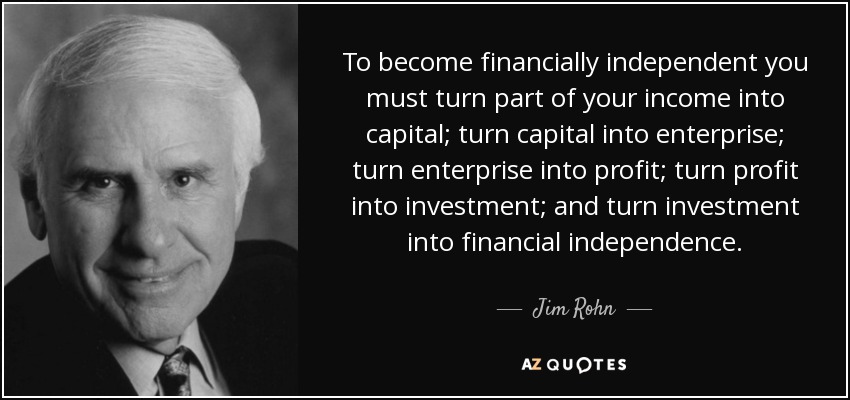 To become financially independent you
must turn part of your income into
capital; turn capital into enterprise;
turn enterprise into profit; turn profit
into investment; and turn investment
into financial independence.
Jim Rohn
AZ QUOTES